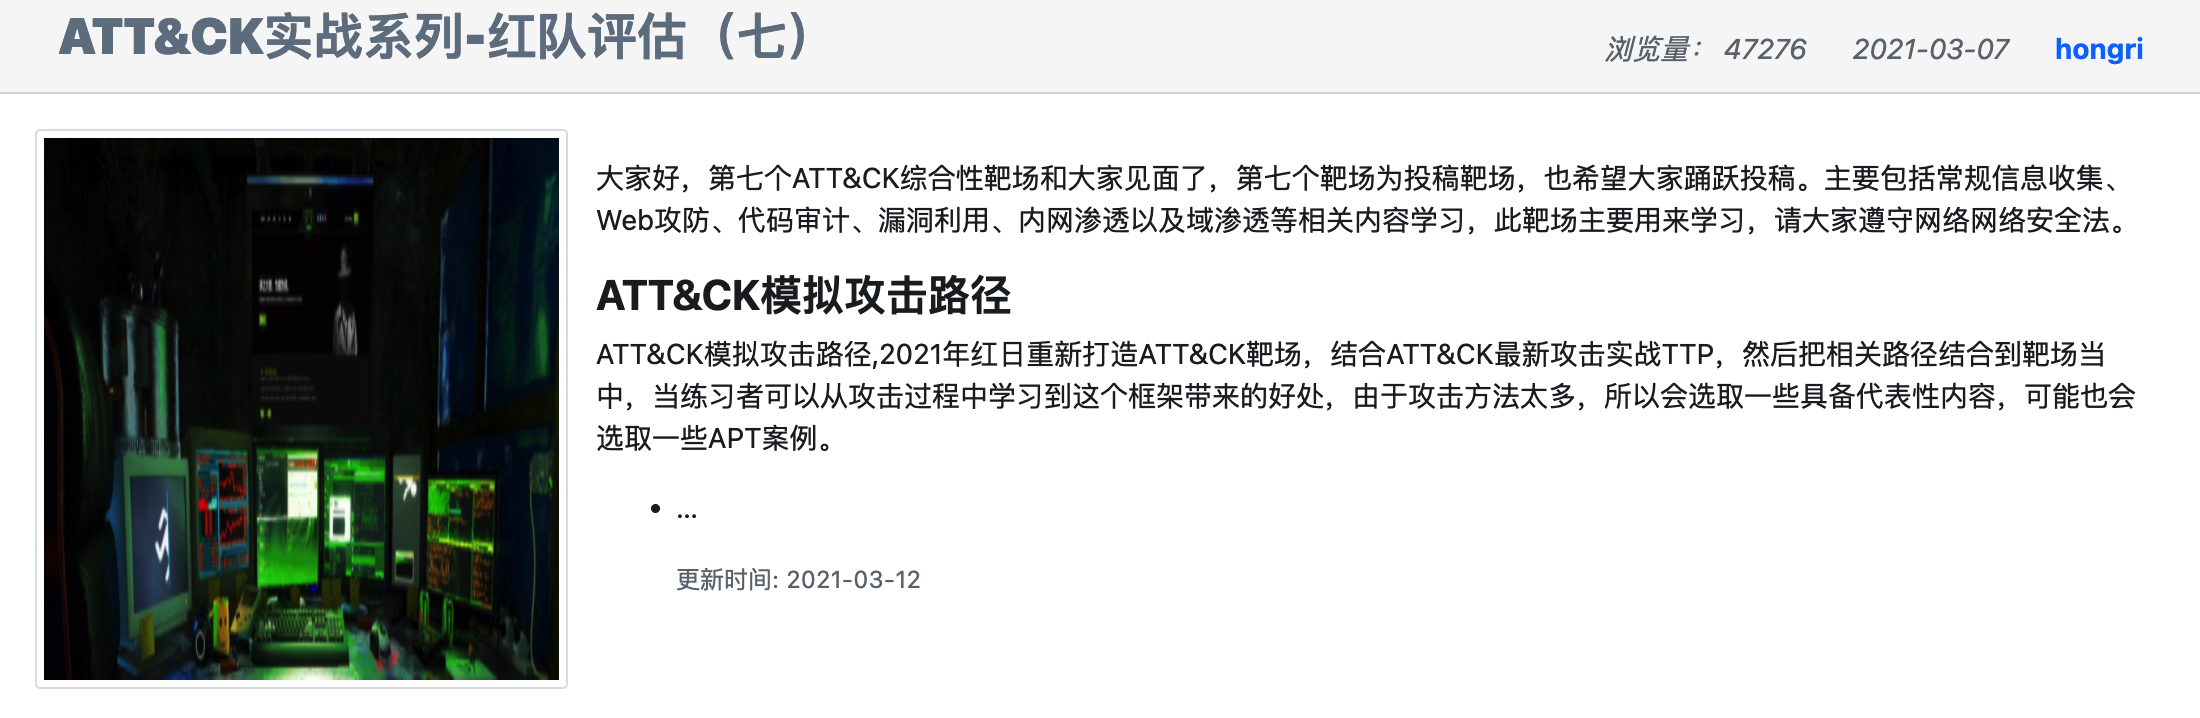 ATT&CK实战系列-红队评估（七）
浏览量： 47276 2021-03-07 hongri
大家好，第七个ATT&CK综合性靶场和大家见面了，第七个靶场为投稿靶场，也希望大家踊跃投稿。主要包括常规信息收集、
Web攻防、代码审计、漏洞利用、内网渗透以及域渗透等相关内容学习，此靶场主要用来学习，请大家遵守网络网络安全法。
ATT&CK模拟攻击路径
ATT&CK模拟攻击路径,2021年红日重新打造ATT&CK靶场，结合ATT&CK最新攻击实战TTP，然后把相关路径结合到靶场当
中，当练习者可以从攻击过程中学习到这个框架带来的好处，由于攻击方法太多，所以会选取一些具备代表性内容，可能也会
选取一些APT案例。
• ...
更新时间: 2021-03-12